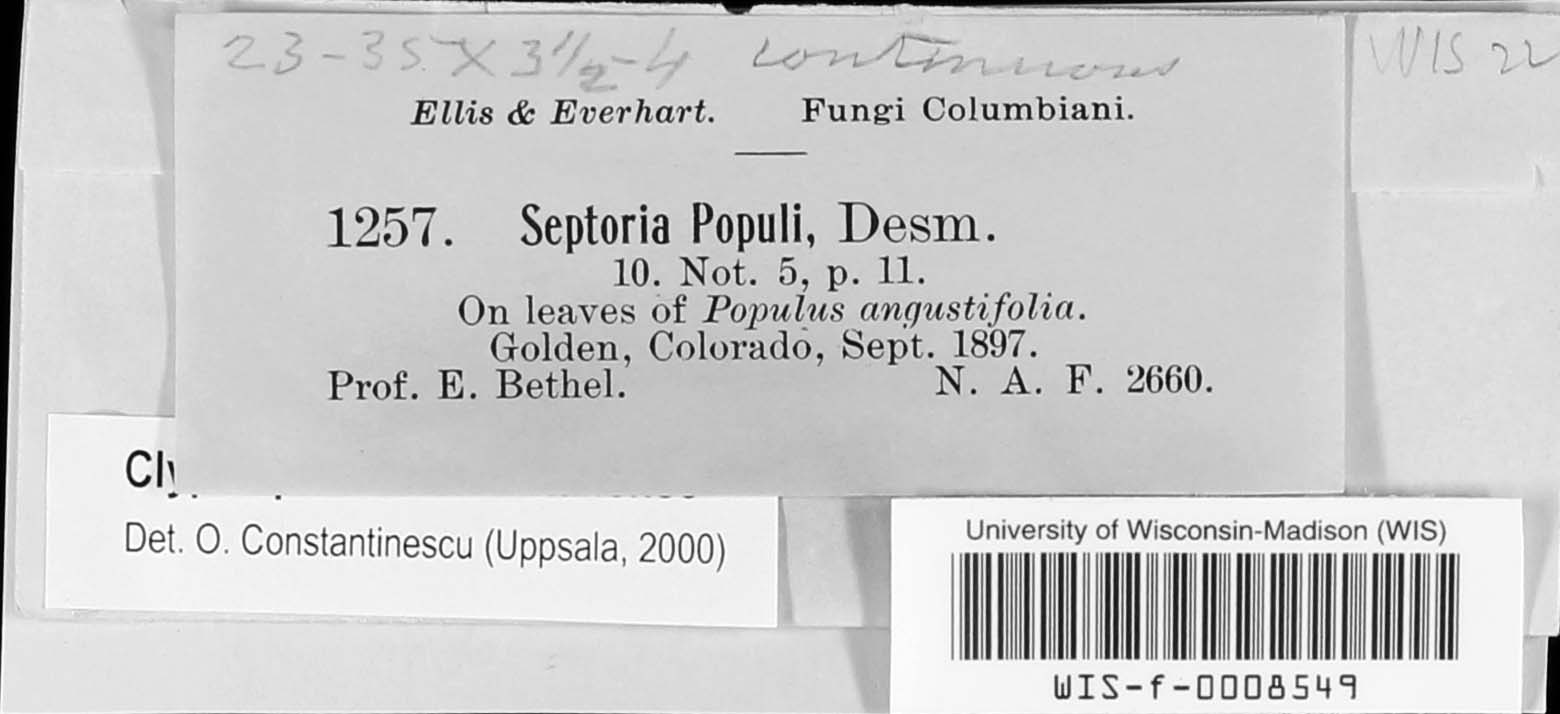 23-35 X 3 1/2-4 continuous
WIS 22
Ellis & Everhart. Fungi Columbiani.
1257. Septoria Populi, Desm.
10. Not. 5, p. 11.
On leaves of Populus angustifolia.
Golden, Colorado, Sept. 1897.
Prof. E. Bethel. N. A. F. 2660.
Det. O. Constantinescu (Uppsala, 2000)
University of Wisconsin-Madison (WIS)
WIS-f-0008549